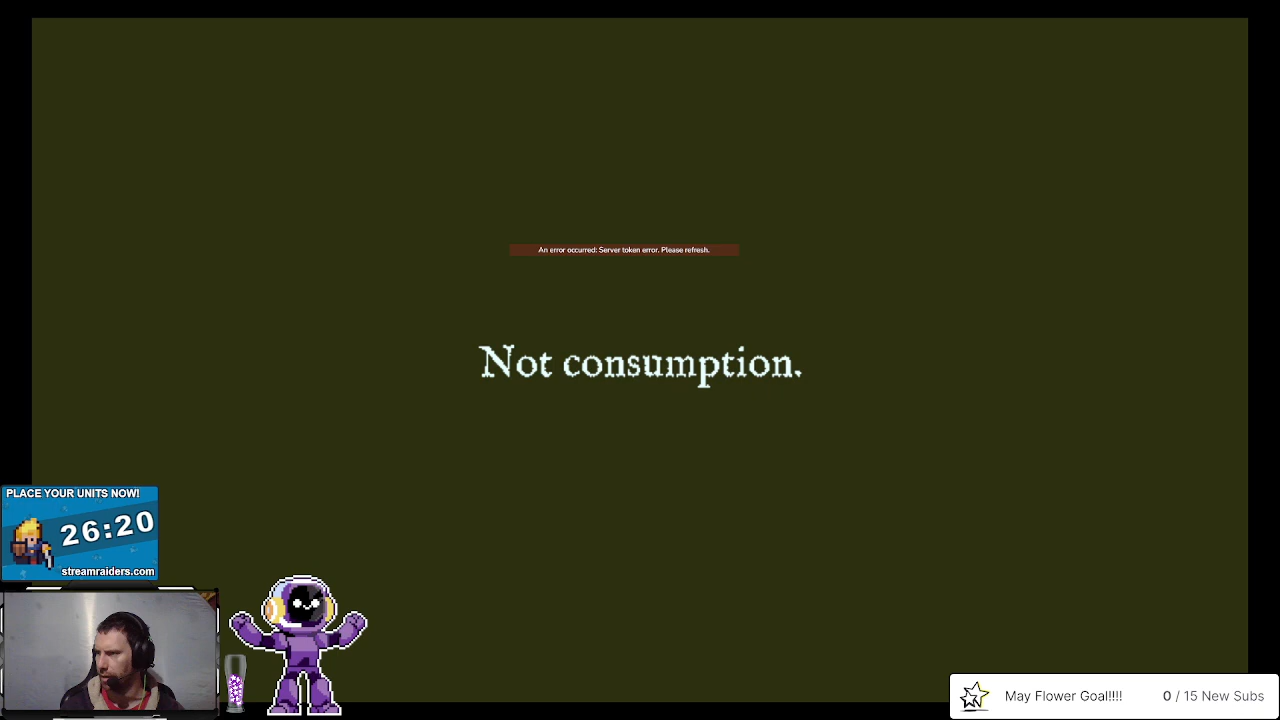 An error occurred: Server token error. Please refresh.
Not consumption.
PLACE YOUR UNITS NOW!
26:20
streamraiders.com
May Flower Goal!!!! 0 / 15 New Subs